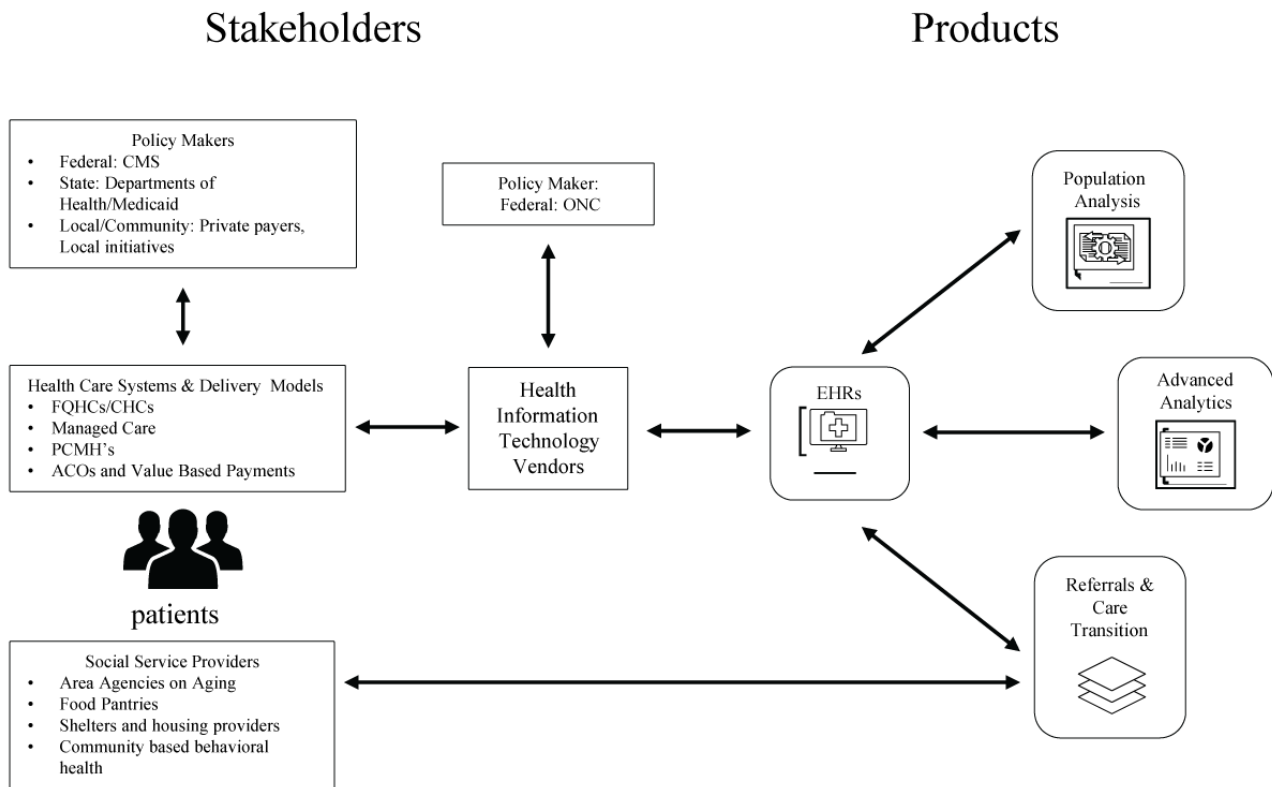 Stakeholders
Products
Policy Makers
• Federal: CMS
• State: Departments of
Health/Medicaid
• Local/Community: Private payers,
Local initiatives
Policy Maker:
Federal: ONC
Population
Analysis
Health Care Systems & Delivery Models
• FQHCs/CHCs
• Managed Care
• PCMH's
• ACOs and Value Based Payments
Health
Information
Technology
Vendors
EHRs
Advanced
Analytics
patients
Social Service Providers
• Area Agencies on Aging
• Food Pantries
• Shelters and housing providers
• Community based behavioral
health
Referrals &
Care
Transition